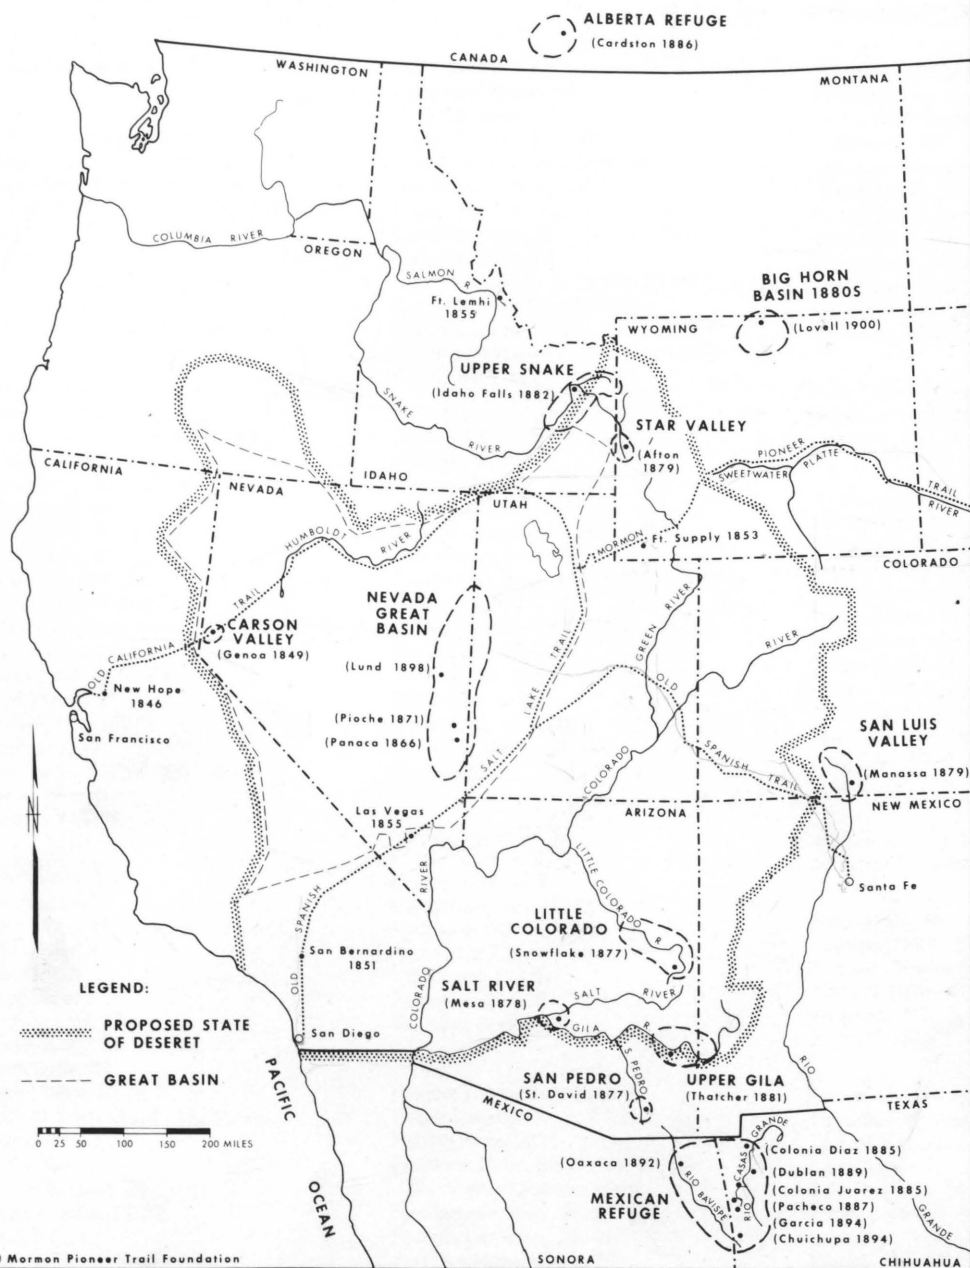 ALBERTA REFUGE
(Cardston 1886)
CANADA
WASHINGTON
MONTANA
COLUMBIA RIVER
OREGON
SALMON R
Ft. Lemhi
1855
BIG HORN
BASIN 1880S
(Lovell 1900)
WYOMING
UPPER SNAKE
(Idaho Falls 1882)
SNAKE
RIVER
STAR VALLEY
(Afton
1879)
PIONEER
SWEETWATER
PLATTE
TRAIL
RIVER
CALIFORNIA
NEVADA
IDAHO
UTAH
HUMBOLDT
RIVER
MORMON
Ft. Supply 1853
COLORADO
TRAIL
NEVADA
GREAT
BASIN
CARSON
VALLEY
(Genoa 1849)
OLD CALIFORNIA
(Lund 1898)
New Hope
1846
San Francisco
(Pioche 1871)
(Panaca 1866)
SALT LAKE TRAIL
GREEN RIVER
RIVER
COLORADO
OLD
SPANISH
TRAIL
SAN LUIS
VALLEY
(Manassa 1879)
NEW MEXICO
ARIZONA
Las Vegas
1855
N
RIVER
COLORADO
LITTLE COLORADO R
Santa Fe
LITTLE
COLORADO
(Snowflake 1877)
OLD
SPANISH
San Bernardino
1851
SALT RIVER
(Mesa 1878)
SALT RIVER
GILA
R
San Diego
S. PEDRO
SAN PEDRO
(St. David 1877)
UPPER GILA
(Thatcher 1881)
MEXICO
TEXAS
RIO
GRANDE
LEGEND:
PROPOSED STATE
OF DESERET
GREAT BASIN
0 25 50 100 150 200 MILES
PACIFIC
OCEAN
(Oaxaca 1892)
MEXICAN
REFUGE
RIO BAVISPE
RIO CASAS GRANDE
(Colonia Diaz 1885)
(Dublan 1889)
(Colonia Juarez 1885)
(Pacheco 1887)
(Garcia 1894)
(Chuichupa 1894)
Mormon Pioneer Trail Foundation
SONORA
CHIHUAHUA